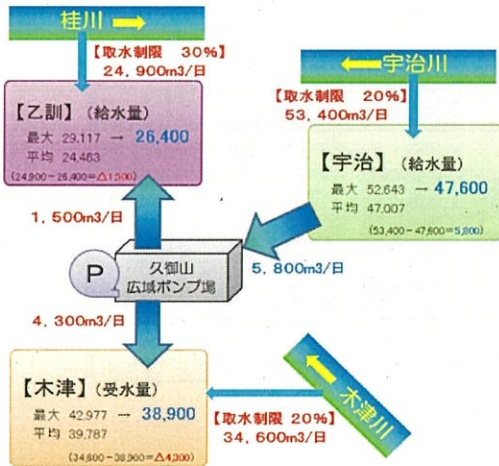 桂川
【取水制限 30%】
24,900m3/日
【乙訓】(給水量)
最大 29.117 → 26,400
平均 24.463
(24,900-26,400=△1,500)
宇治川
【取水制限 20%】
53,400m3/日
【宇治】(給水量)
最大 52.643 → 47,600
平均 47.007
(53,400-47,600=5,800)
1,500m3/日
5,800m3/日
P
久御山
広域ポンプ場
4,300m3/日
【木津】(受水量)
最大 42.977 → 38,900
平均 39.787
(34,600-38,900=△4,300)
木津川
【取水制限 20%】
34,600m3/日